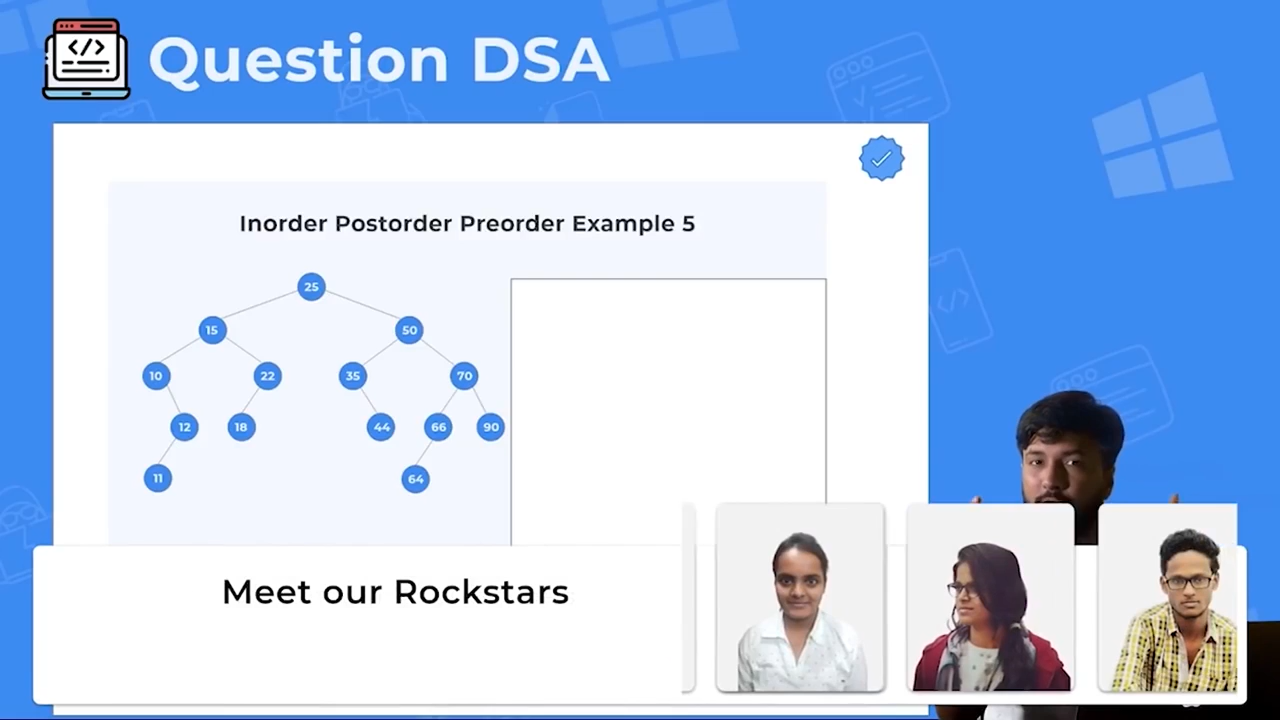 </>
Question DSA
Inorder Postorder Preorder Example 5
25
15 50
10 22 35 70
12 18 44 66 90
11 64
Meet our Rockstars